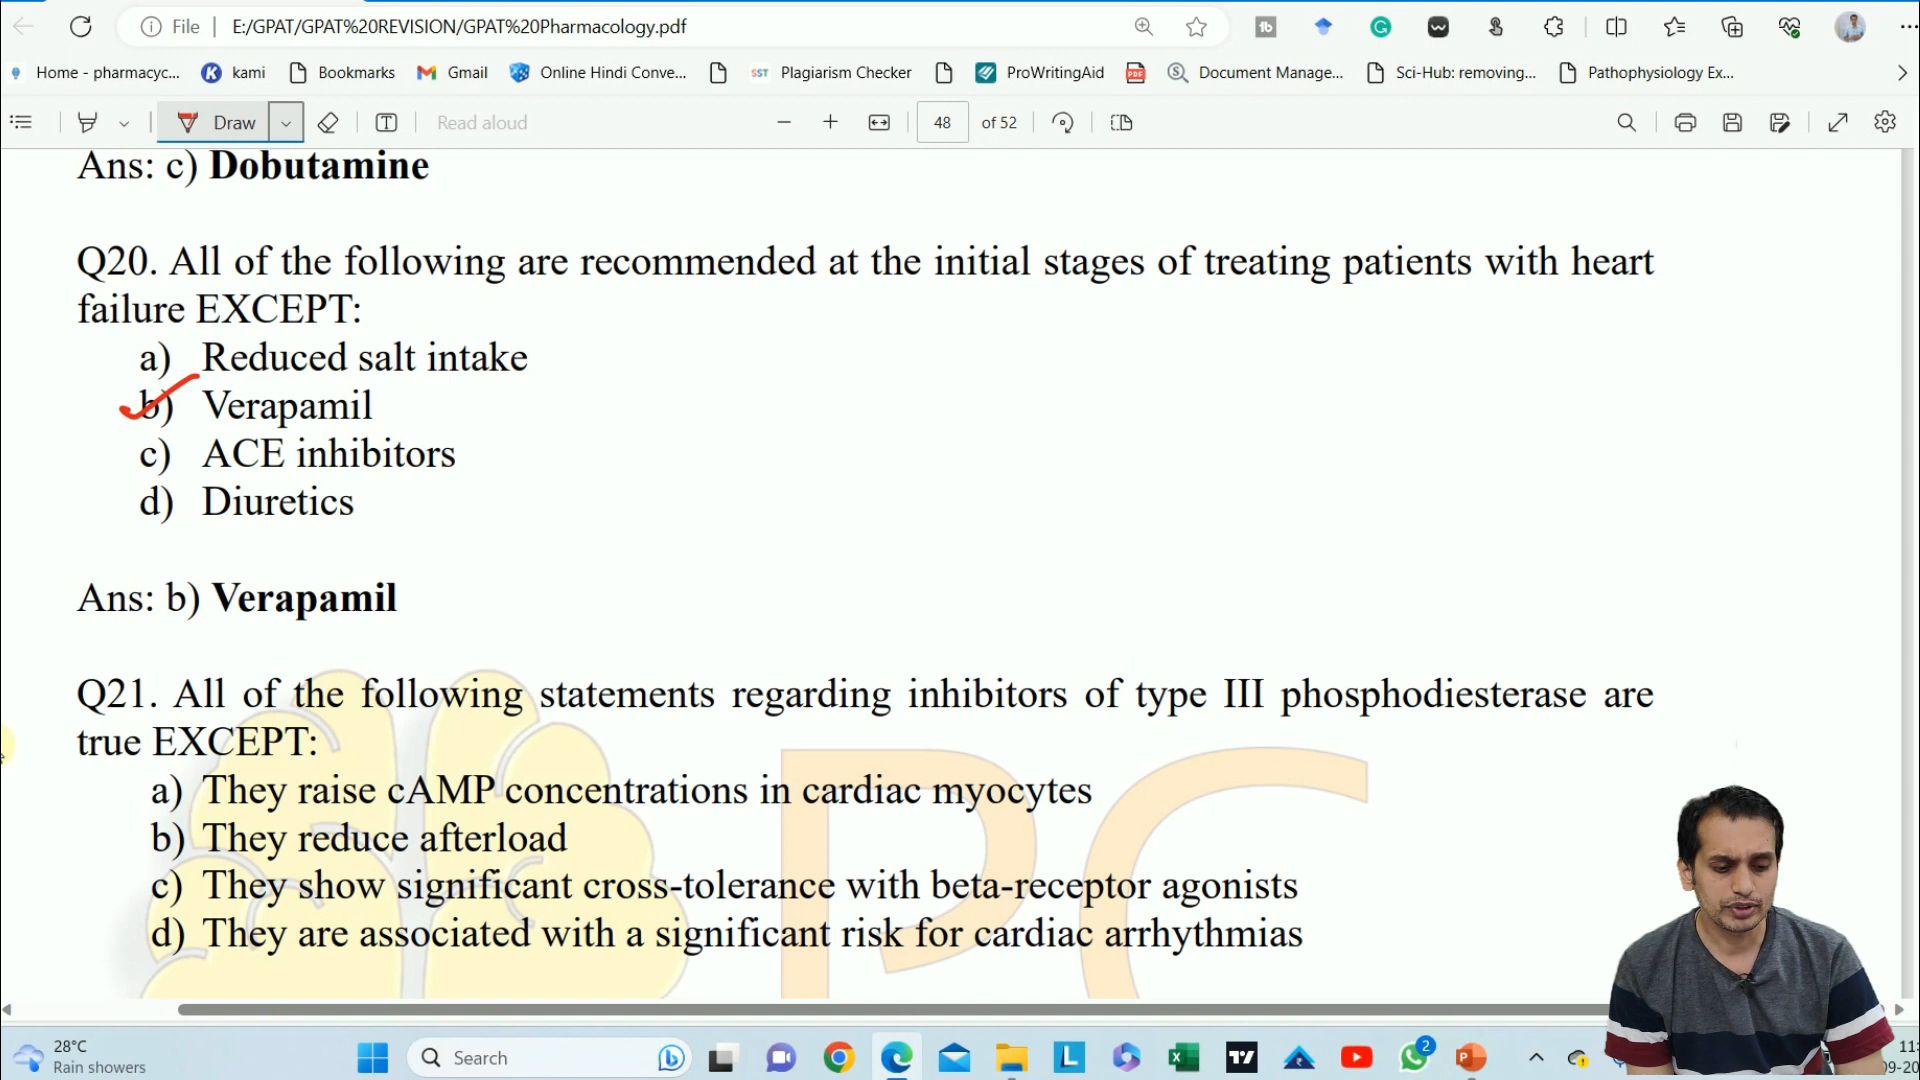 File E:/GPAT/GPAT%20REVISION/GPAT%20Pharmacology.pdf
Home - pharmacyc... kami Bookmarks Gmail Online Hindi Conve... SST Plagiarism Checker ProWritingAid PDF Document Manage... Sci-Hub: removing... Pathophysiology Ex...
Draw Read aloud 48 of 52
Ans: c) Dobutamine
Q20. All of the following are recommended at the initial stages of treating patients with heart
failure EXCEPT:
a) Reduced salt intake
b) Verapamil
c) ACE inhibitors
d) Diuretics
Ans: b) Verapamil
Q21. All of the following statements regarding inhibitors of type III phosphodiesterase are
true EXCEPT:
a) They raise cAMP concentrations in cardiac myocytes
b) They reduce afterload
c) They show significant cross-tolerance with beta-receptor agonists
d) They are associated with a significant risk for cardiac arrhythmias
PC
28°C
Rain showers
Search
2